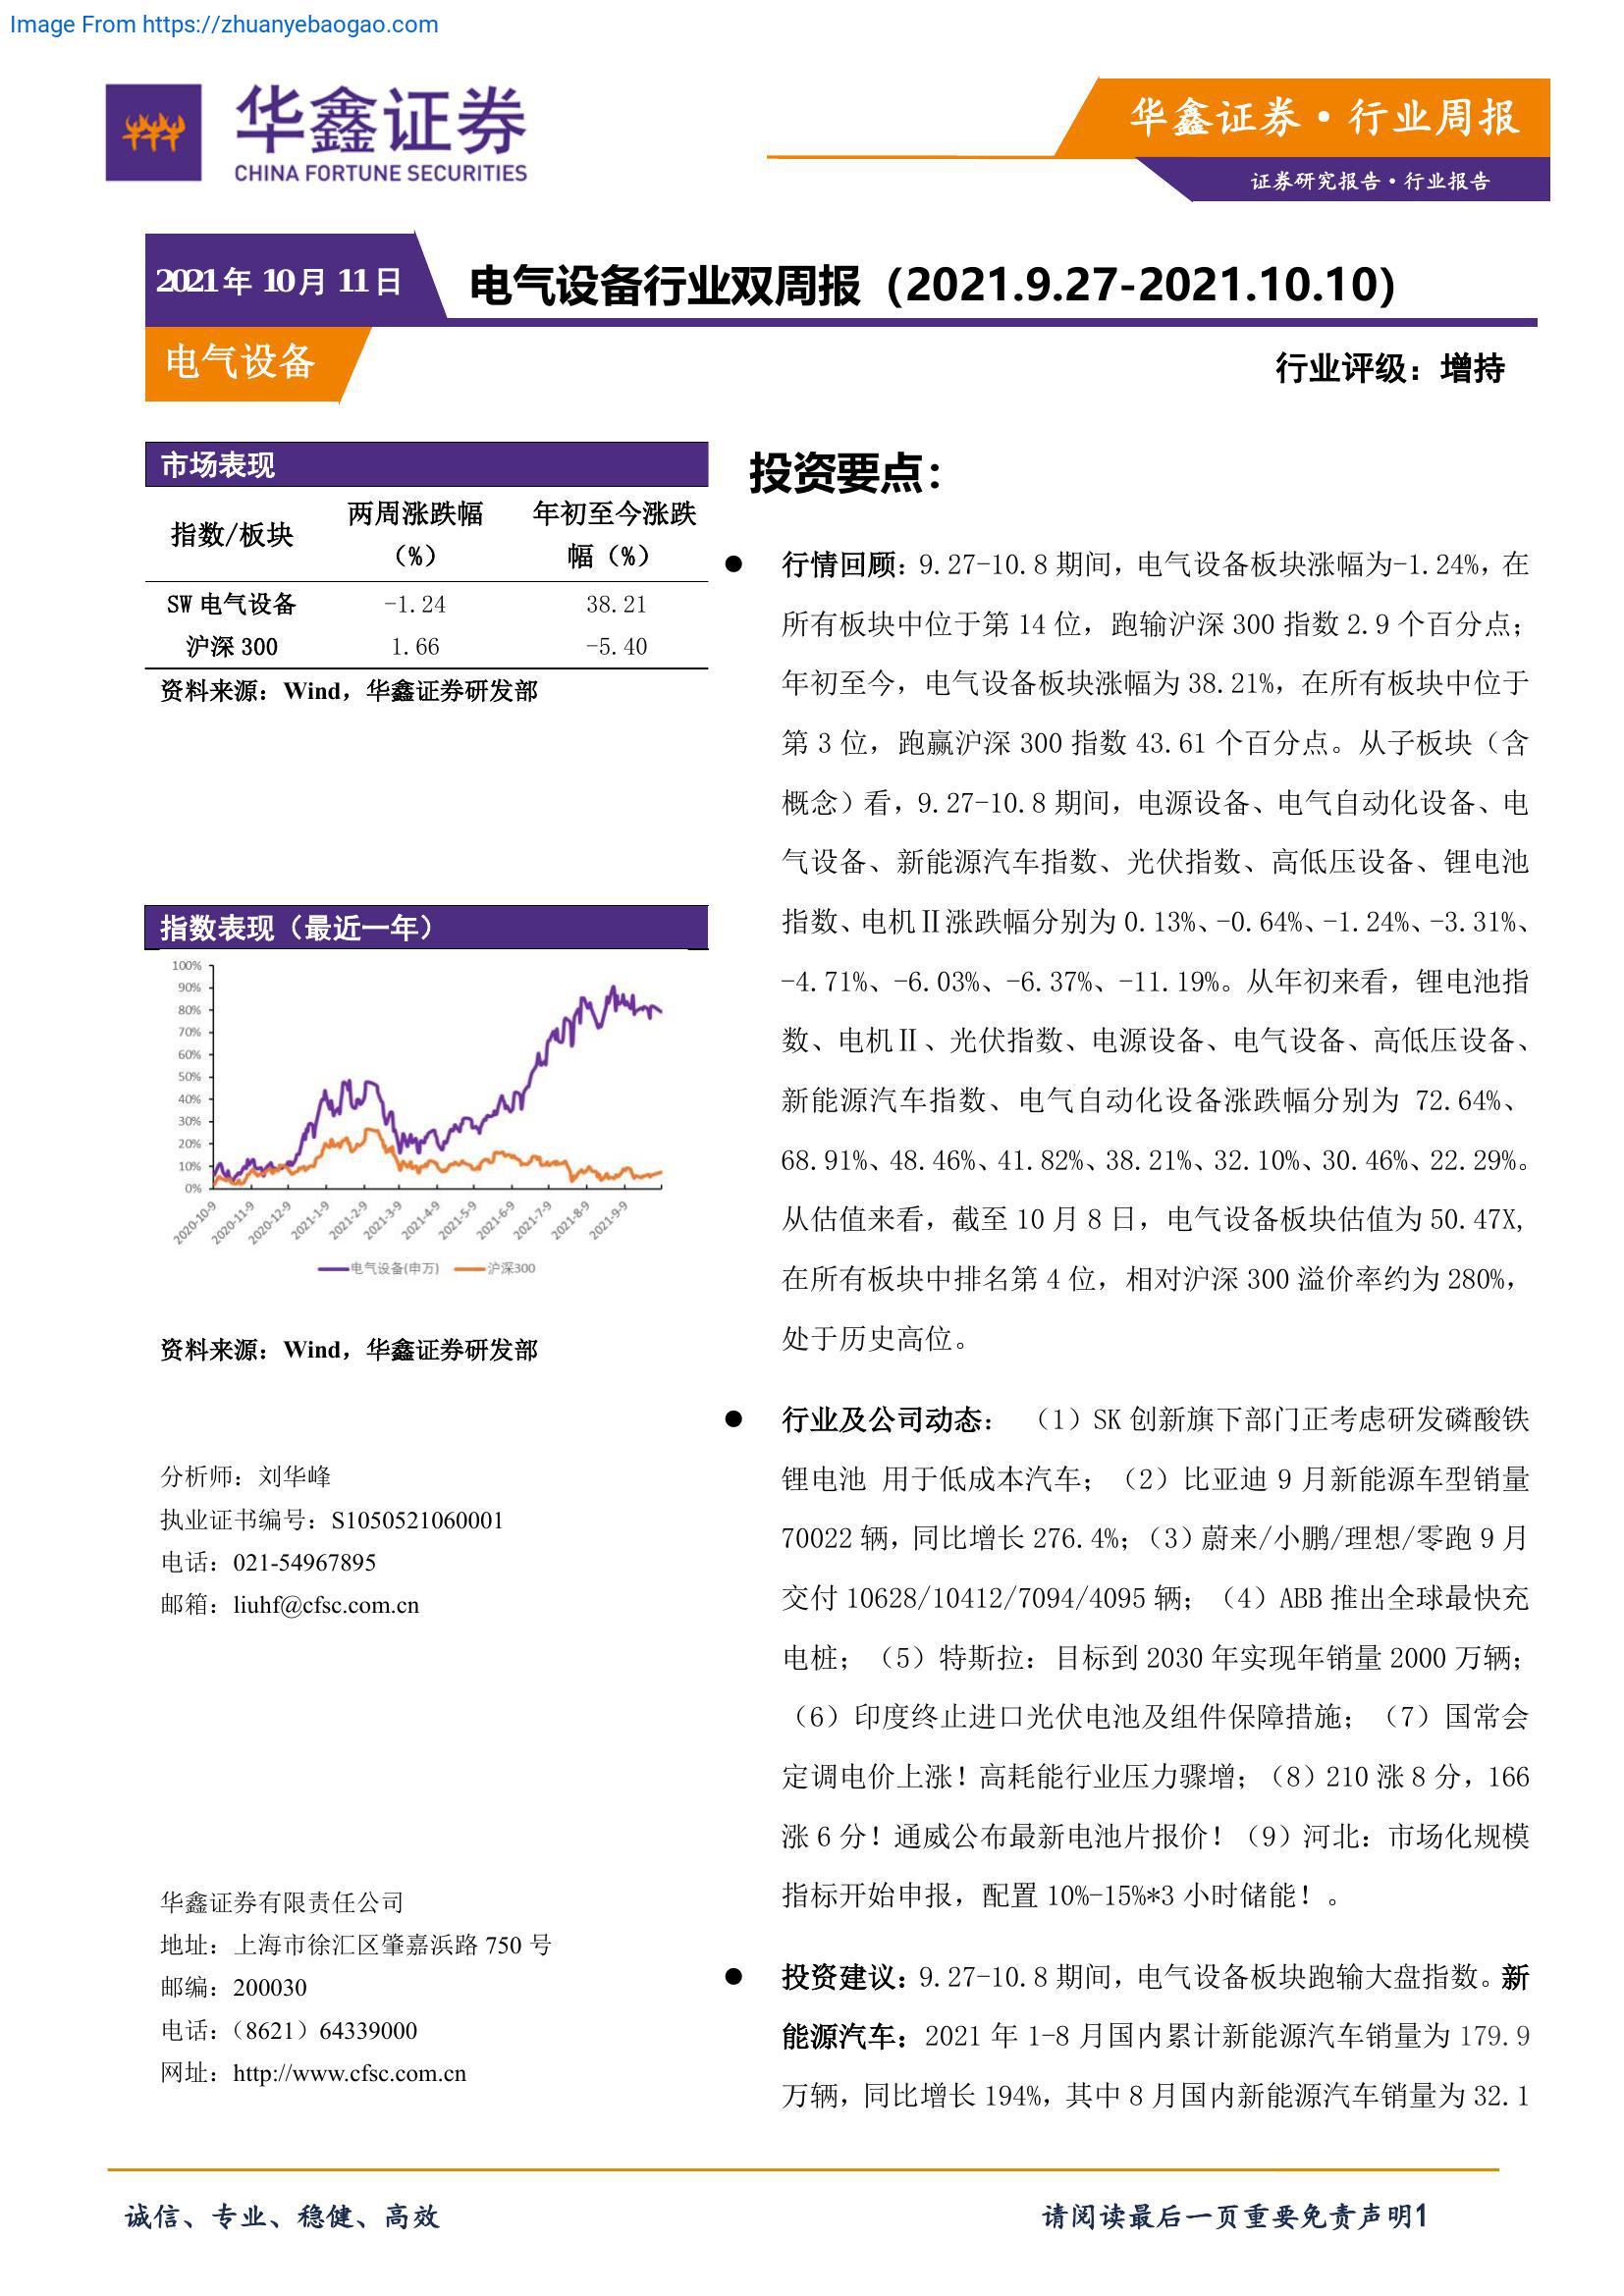 Image From https://zhuanyebaogao.com
华鑫证券
CHINA FORTUNE SECURITIES
华鑫证券·行业周报
证券研究报告·行业报告
2021年10月11日
电气设备行业双周报（2021.9.27-2021.10.10）
电气设备
行业评级：增持
市场表现
指数/板块 两周涨跌幅（%） 年初至今涨跌幅（%）
SW 电气设备 -1.24 38.21
沪深 300 1.66 -5.40
资料来源：Wind，华鑫证券研发部
指数表现（最近一年）
100%
90%
80%
70%
60%
50%
40%
30%
20%
10%
0%
2020-10-9 2020-11-9 2020-12-9 2021-1-9 2021-2-9 2021-3-9 2021-4-9 2021-5-9 2021-6-9 2021-7-9 2021-8-9 2021-9-9
电气设备(申万) 沪深300
资料来源：Wind，华鑫证券研发部
分析师：刘华峰
执业证书编号：S1050521060001
电话：021-54967895
邮箱：liuhf@cfsc.com.cn
华鑫证券有限责任公司
地址：上海市徐汇区肇嘉浜路 750 号
邮编：200030
电话：（8621）64339000
网址：http://www.cfsc.com.cn
投资要点：
● 行情回顾：9.27-10.8 期间，电气设备板块涨幅为-1.24%，在
所有板块中位于第 14 位，跑输沪深 300 指数 2.9 个百分点；
年初至今，电气设备板块涨幅为 38.21%，在所有板块中位于
第 3 位，跑赢沪深 300 指数 43.61 个百分点。从子板块（含
概念）看，9.27-10.8 期间，电源设备、电气自动化设备、电
气设备、新能源汽车指数、光伏指数、高低压设备、锂电池
指数、电机Ⅱ涨跌幅分别为 0.13%、-0.64%、-1.24%、-3.31%、
-4.71%、-6.03%、-6.37%、-11.19%。从年初来看，锂电池指
数、电机Ⅱ、光伏指数、电源设备、电气设备、高低压设备、
新能源汽车指数、电气自动化设备涨跌幅分别为 72.64%、
68.91%、48.46%、41.82%、38.21%、32.10%、30.46%、22.29%。
从估值来看，截至 10 月 8 日，电气设备板块估值为 50.47X,
在所有板块中排名第 4 位，相对沪深 300 溢价率约为 280%，
处于历史高位。
● 行业及公司动态： （1）SK 创新旗下部门正考虑研发磷酸铁
锂电池 用于低成本汽车；（2）比亚迪 9 月新能源车型销量
70022 辆，同比增长 276.4%；（3）蔚来/小鹏/理想/零跑 9 月
交付 10628/10412/7094/4095 辆；（4）ABB 推出全球最快充
电桩；（5）特斯拉：目标到 2030 年实现年销量 2000 万辆；
（6）印度终止进口光伏电池及组件保障措施；（7）国常会
定调电价上涨！高耗能行业压力骤增；（8）210 涨 8 分，166
涨 6 分！通威公布最新电池片报价！（9）河北：市场化规模
指标开始申报，配置 10%-15%*3 小时储能！。
● 投资建议：9.27-10.8 期间，电气设备板块跑输大盘指数。新
能源汽车：2021 年 1-8 月国内累计新能源汽车销量为 179.9
万辆，同比增长 194%，其中 8 月国内新能源汽车销量为 32.1
诚信、专业、稳健、高效
请阅读最后一页重要免责声明1